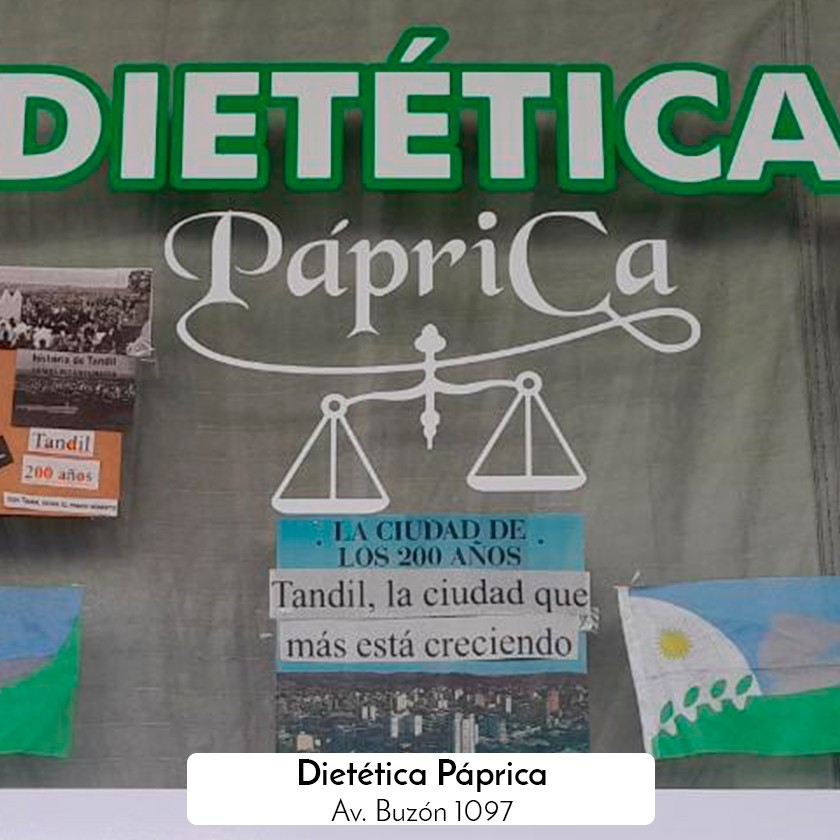 DIETÉTICA
PápriCa
historia de Tandil
Tandil
200 años
LA CIUDAD DE
LOS 200 AÑOS
Tandil, la ciudad que
más está creciendo
Dietética Páprica
Av. Buzón 1097